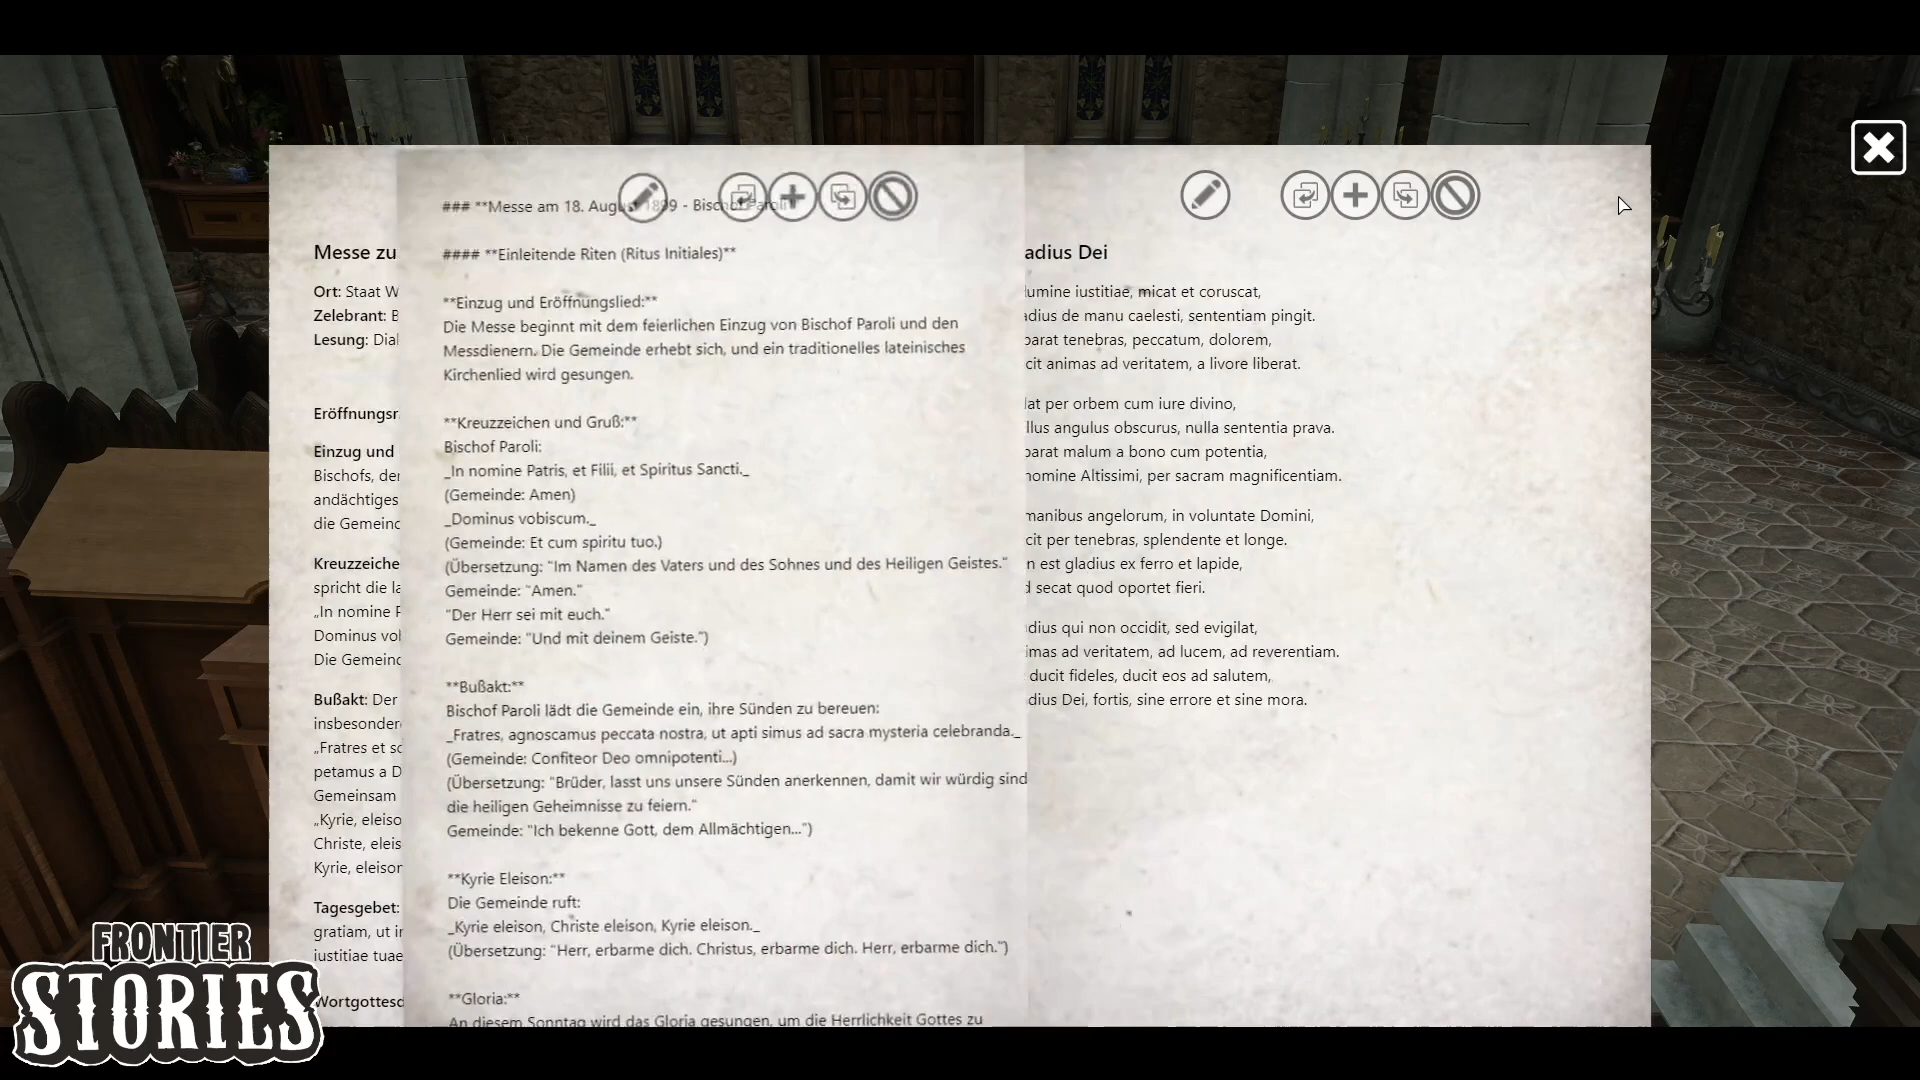 ### **Messe am 18. August 1899 - Bischof Paroli
#### **Einleitende Riten (Ritus Initiales)**
**Einzug und Eröffnungslied:**
Die Messe beginnt mit dem feierlichen Einzug von Bischof Paroli und den
Messdienern. Die Gemeinde erhebt sich, und ein traditionelles lateinisches
Kirchenlied wird gesungen.
**Kreuzzeichen und Gruß:**
Bischof Paroli:
_In nomine Patris, et Filii, et Spiritus Sancti._
(Gemeinde: Amen)
_Dominus vobiscum._
(Gemeinde: Et cum spiritu tuo.)
(Übersetzung: "Im Namen des Vaters und des Sohnes und des Heiligen Geistes."
Gemeinde: "Amen."
"Der Herr sei mit euch."
Gemeinde: "Und mit deinem Geiste.")
**Bußakt:**
Bischof Paroli lädt die Gemeinde ein, ihre Sünden zu bereuen:
_Fratres, agnoscamus peccata nostra, ut apti simus ad sacra mysteria celebranda._
(Gemeinde: Confiteor Deo omnipotenti...)
(Übersetzung: "Brüder, lasst uns unsere Sünden anerkennen, damit wir würdig sind
die heiligen Geheimnisse zu feiern."
Gemeinde: "Ich bekenne Gott, dem Allmächtigen...")
**Kyrie Eleison:**
Die Gemeinde ruft:
_Kyrie eleison, Christe eleison, Kyrie eleison._
(Übersetzung: "Herr, erbarme dich. Christus, erbarme dich. Herr, erbarme dich.")
**Gloria:**
An diesem Sonntag wird das Gloria gesungen, um die Herrlichkeit Gottes zu
Messe zu
Ort: Staat W
Zelebrant: B
Lesung: Dial
Eröffnungsr
Einzug und
Bischofs, der
andächtiges
die Gemeind
Kreuzzeiche
spricht die la
„In nomine P
Dominus vol
Die Gemeind
Bußakt: Der
insbesonder
„Fratres et so
petamus a D
Gemeinsam
„Kyrie, eleiso
Christe, eleis
Kyrie, eleison
Tagesgebet:
gratiam, ut in
iustitiae tuae
Wortgottesd
adius Dei
lumine iustitiae, micat et coruscat,
adius de manu caelesti, sententiam pingit.
parat tenebras, peccatum, dolorem,
cit animas ad veritatem, a livore liberat.
lat per orbem cum iure divino,
llus angulus obscurus, nulla sententia prava.
parat malum a bono cum potentia,
nomine Altissimi, per sacram magnificentiam.
manibus angelorum, in voluntate Domini,
cit per tenebras, splendente et longe.
n est gladius ex ferro et lapide,
d secat quod oportet fieri.
dius qui non occidit, sed evigilat,
imas ad veritatem, ad lucem, ad reverentiam.
ducit fideles, ducit eos ad salutem,
dius Dei, fortis, sine errore et sine mora.
FRONTIER
STORIES